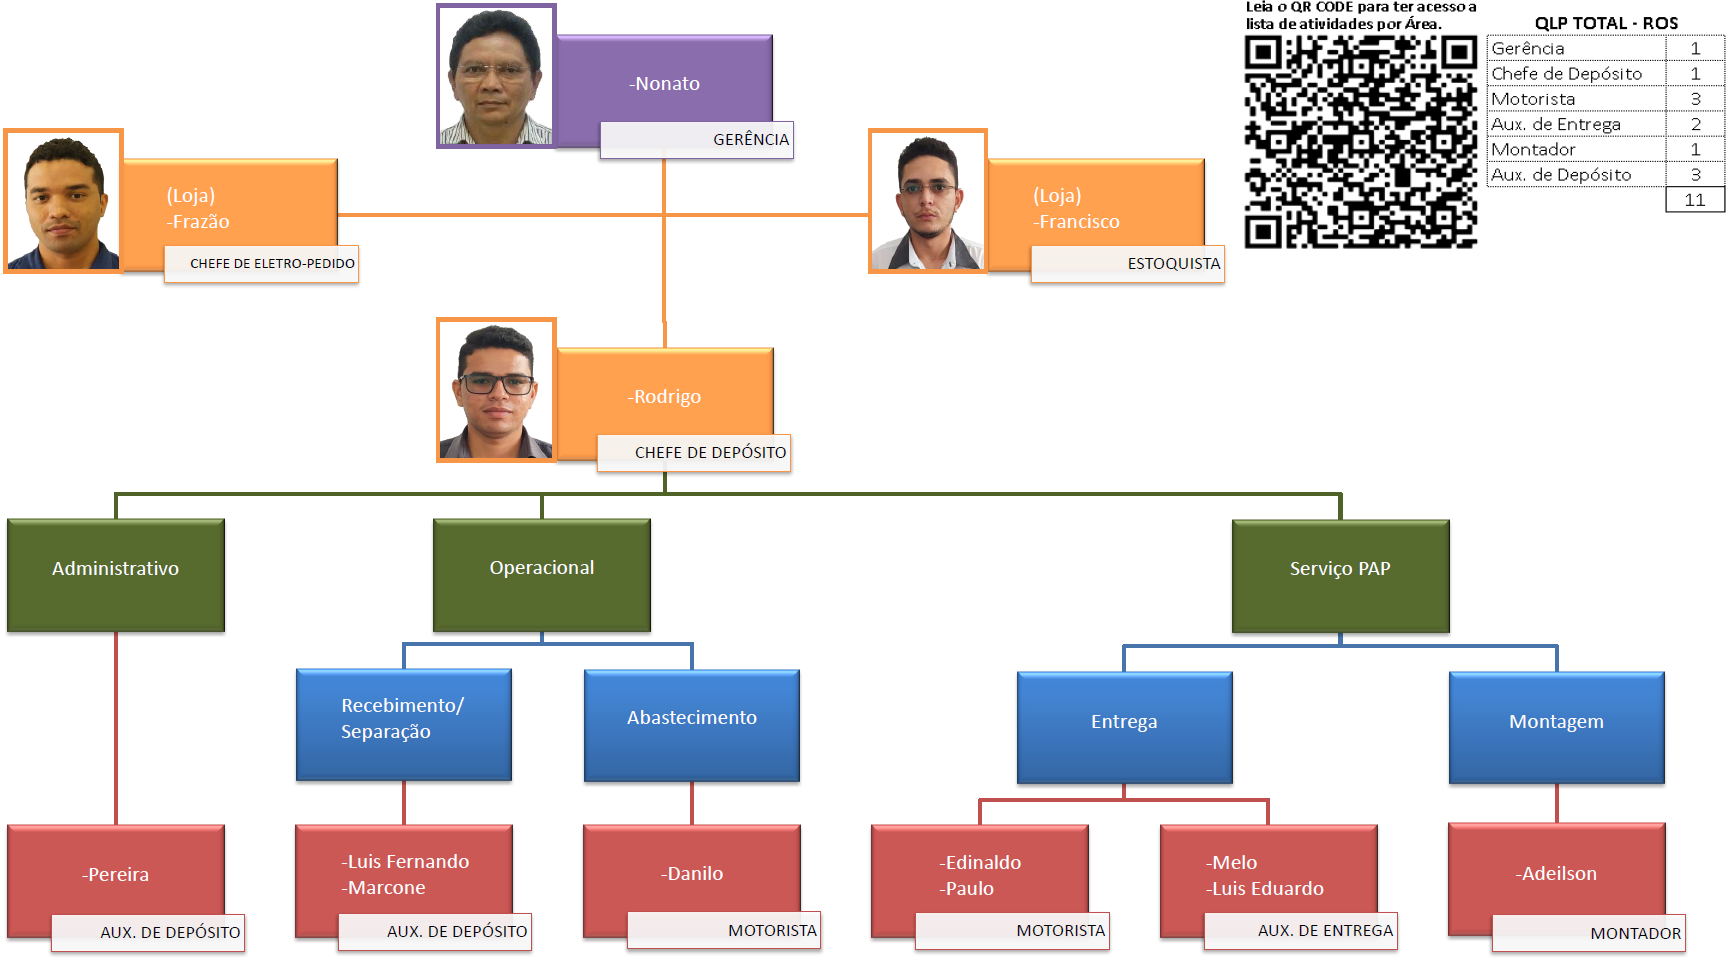 Leia o QR CODE para ter acesso a
lista de atividades por Área.
QLP TOTAL - ROS
Gerência 1
Chefe de Depósito 1
Motorista 3
Aux. de Entrega 2
Montador 1
Aux. de Depósito 3
11
-Nonato
GERÊNCIA
(Loja)
-Frazão
CHEFE DE ELETRO-PEDIDO
(Loja)
-Francisco
ESTOQUISTA
-Rodrigo
CHEFE DE DEPÓSITO
Administrativo
Operacional
Serviço PAP
Recebimento/
Separação
Abastecimento
Entrega
Montagem
-Pereira
AUX. DE DEPÓSITO
-Luis Fernando
-Marcone
AUX. DE DEPÓSITO
-Danilo
MOTORISTA
-Edinaldo
-Paulo
MOTORISTA
-Melo
-Luis Eduardo
AUX. DE ENTREGA
-Adeilson
MONTADOR